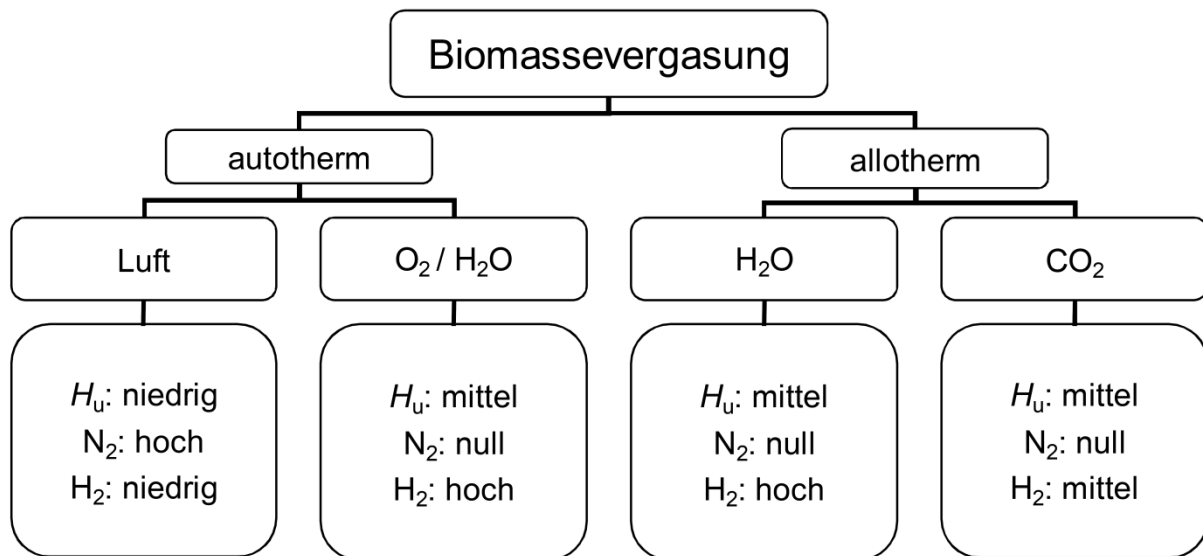 Biomassevergasung
autotherm
allotherm
Luft
O₂ / H₂O
H₂O
CO₂
Hᵤ: niedrig
N₂: hoch
H₂: niedrig
Hᵤ: mittel
N₂: null
H₂: hoch
Hᵤ: mittel
N₂: null
H₂: hoch
Hᵤ: mittel
N₂: null
H₂: mittel